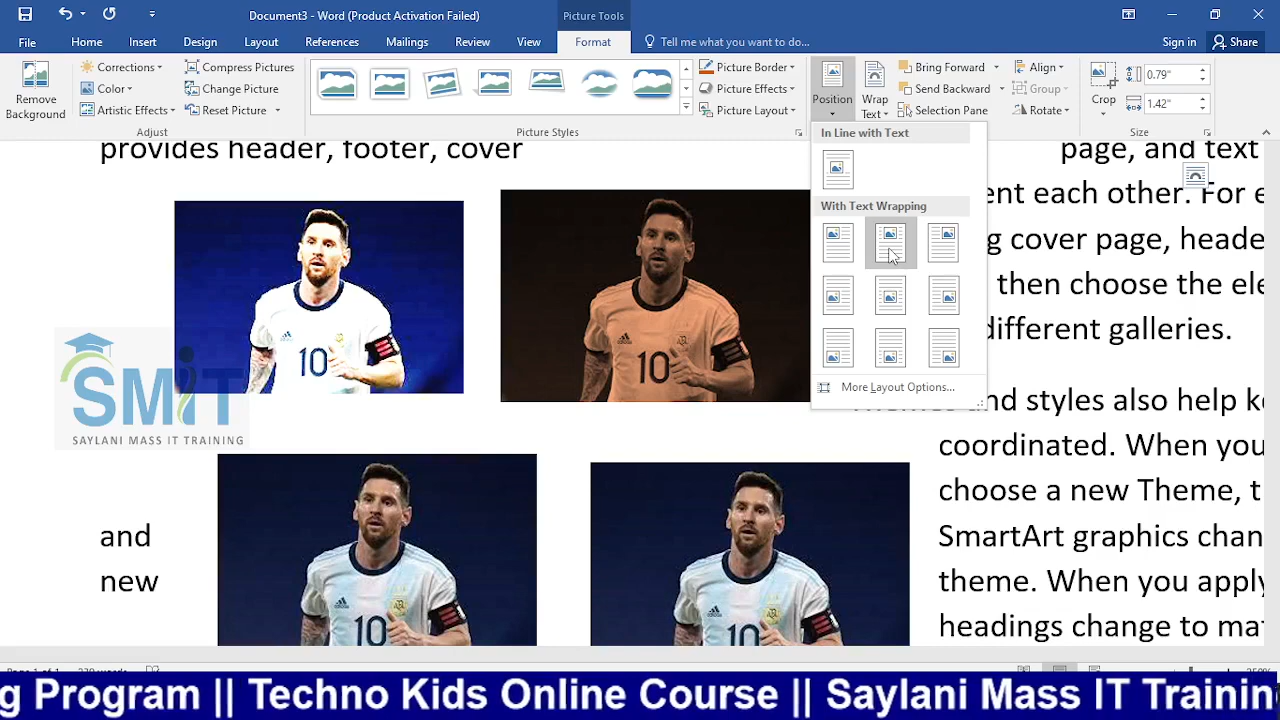 Document3 - Word (Product Activation Failed)
Picture Tools
File
Home
Insert
Design
Layout
References
Mailings
Review
View
Format
Tell me what you want to do...
Sign in
Share
Remove Background
Corrections
Color
Artistic Effects
Compress Pictures
Change Picture
Reset Picture
Adjust
Picture Styles
Picture Border
Picture Effects
Picture Layout
Position
Wrap Text
Bring Forward
Send Backward
Selection Pane
Align
Group
Rotate
Crop
0.79"
1.42"
Size
In Line with Text
With Text Wrapping
More Layout Options...
provides header, footer, cover
page, and text
ent each other. For e
g cover page, heade
then choose the ele
different galleries.
10
10
SMiT
SAYLANI MASS IT TRAINING
and styles also help k
coordinated. When you
choose a new Theme, t
and
SmartArt graphics chan
new
theme. When you apply
10
10
headings change to mat
g Program || Techno Kids Online Course || Saylani Mass IT Trainin